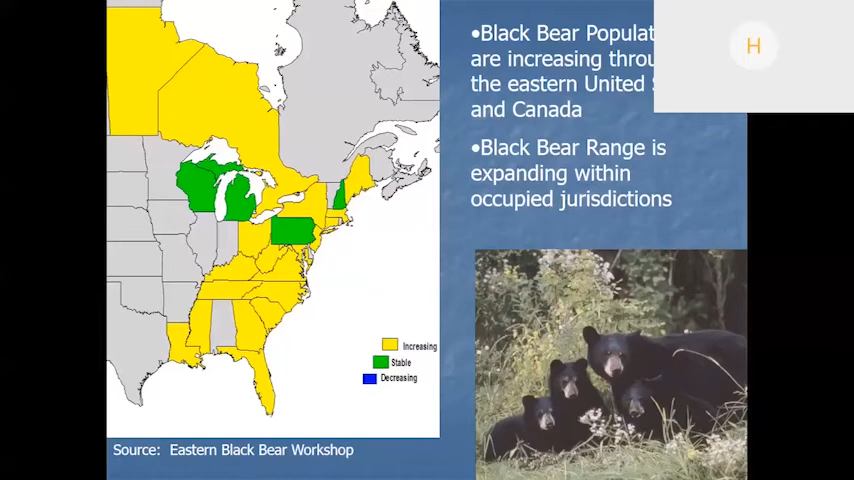 •Black Bear
are increasing
the eastern United
and Canada
•Black Bear Range is
expanding within
occupied jurisdictions
H
Increasing
Stable
Decreasing
Source: Eastern Black Bear Workshop